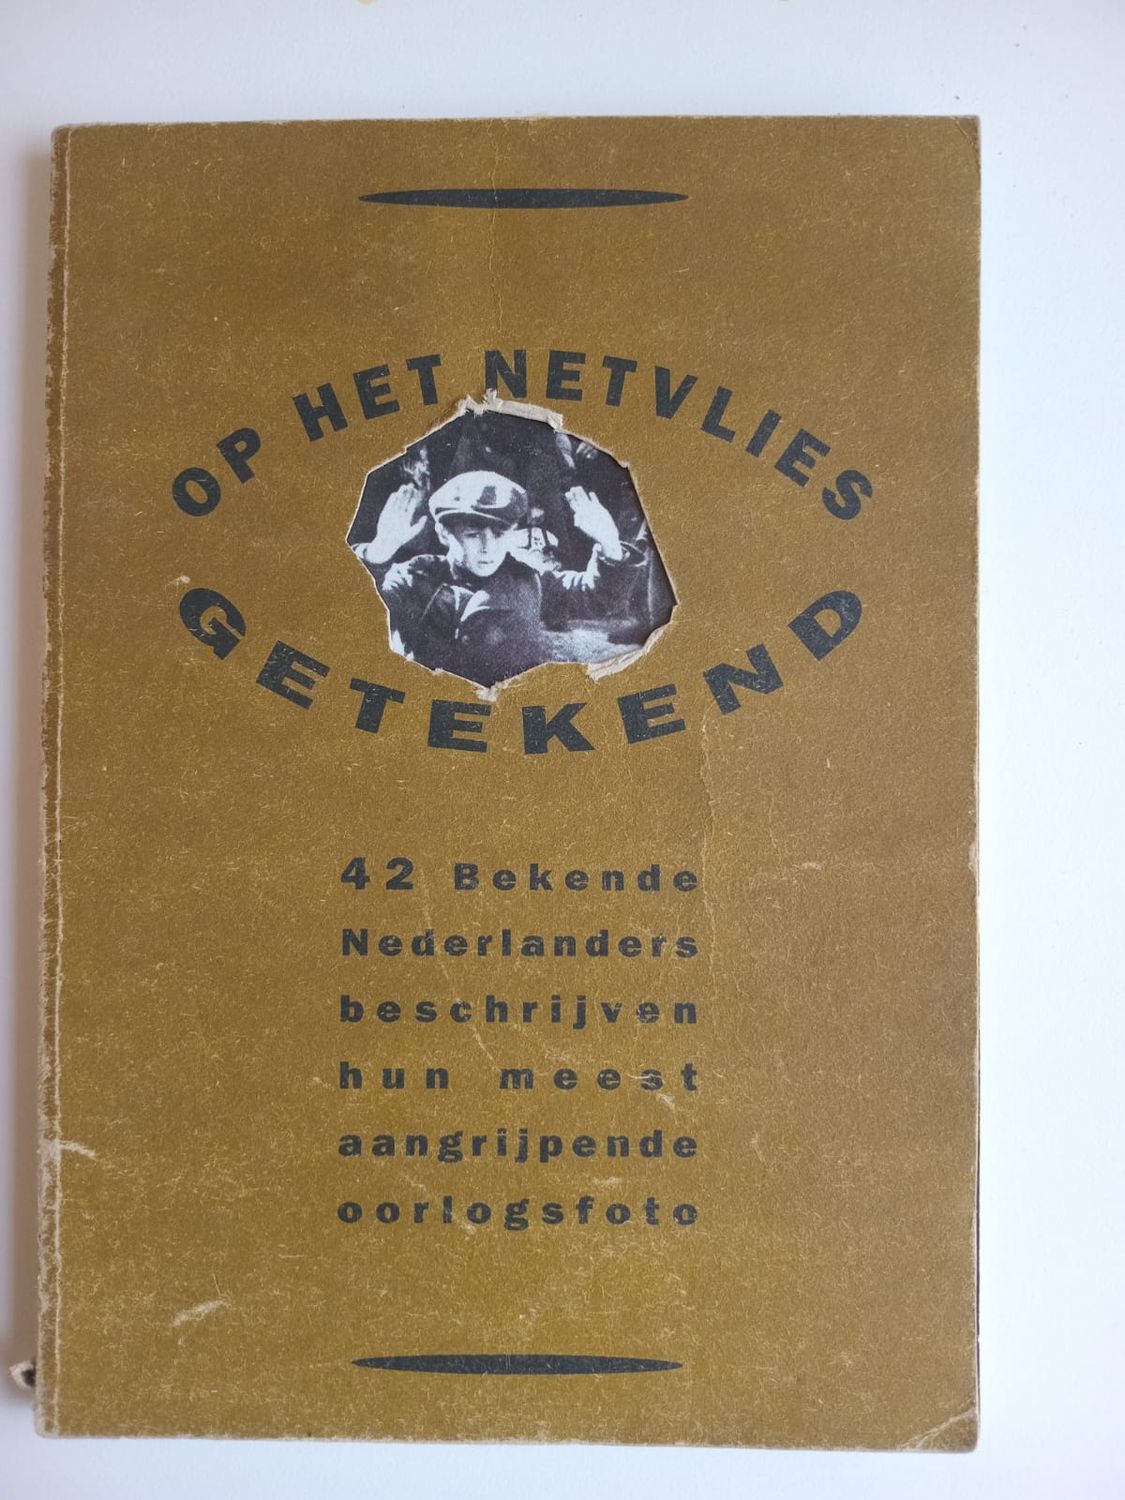 OP HET NETVLIES
GETEKEND
42 Bekende
Nederlanders
beschrijven
hun meest
aangrijpende
oorlogsfoto